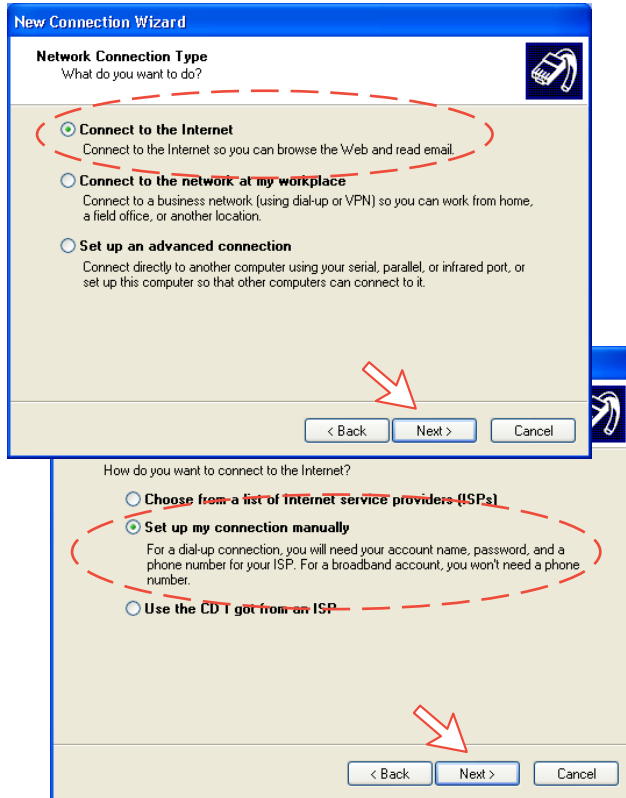 New Connection Wizard
Network Connection Type
What do you want to do?
Connect to the Internet
Connect to the Internet so you can browse the Web and read email.
Connect to the network at my workplace
Connect to a business network (using dial-up or VPN) so you can work from home,
a field office, or another location.
Set up an advanced connection
Connect directly to another computer using your serial, parallel, or infrared port, or
set up this computer so that other computers can connect to it.
< Back Next > Cancel
How do you want to connect to the Internet?
Choose from a list of Internet service providers (ISPs)
Set up my connection manually
For a dial-up connection, you will need your account name, password, and a
phone number for your ISP. For a broadband account, you won't need a phone
number.
Use the CD I got from an ISP
< Back Next > Cancel